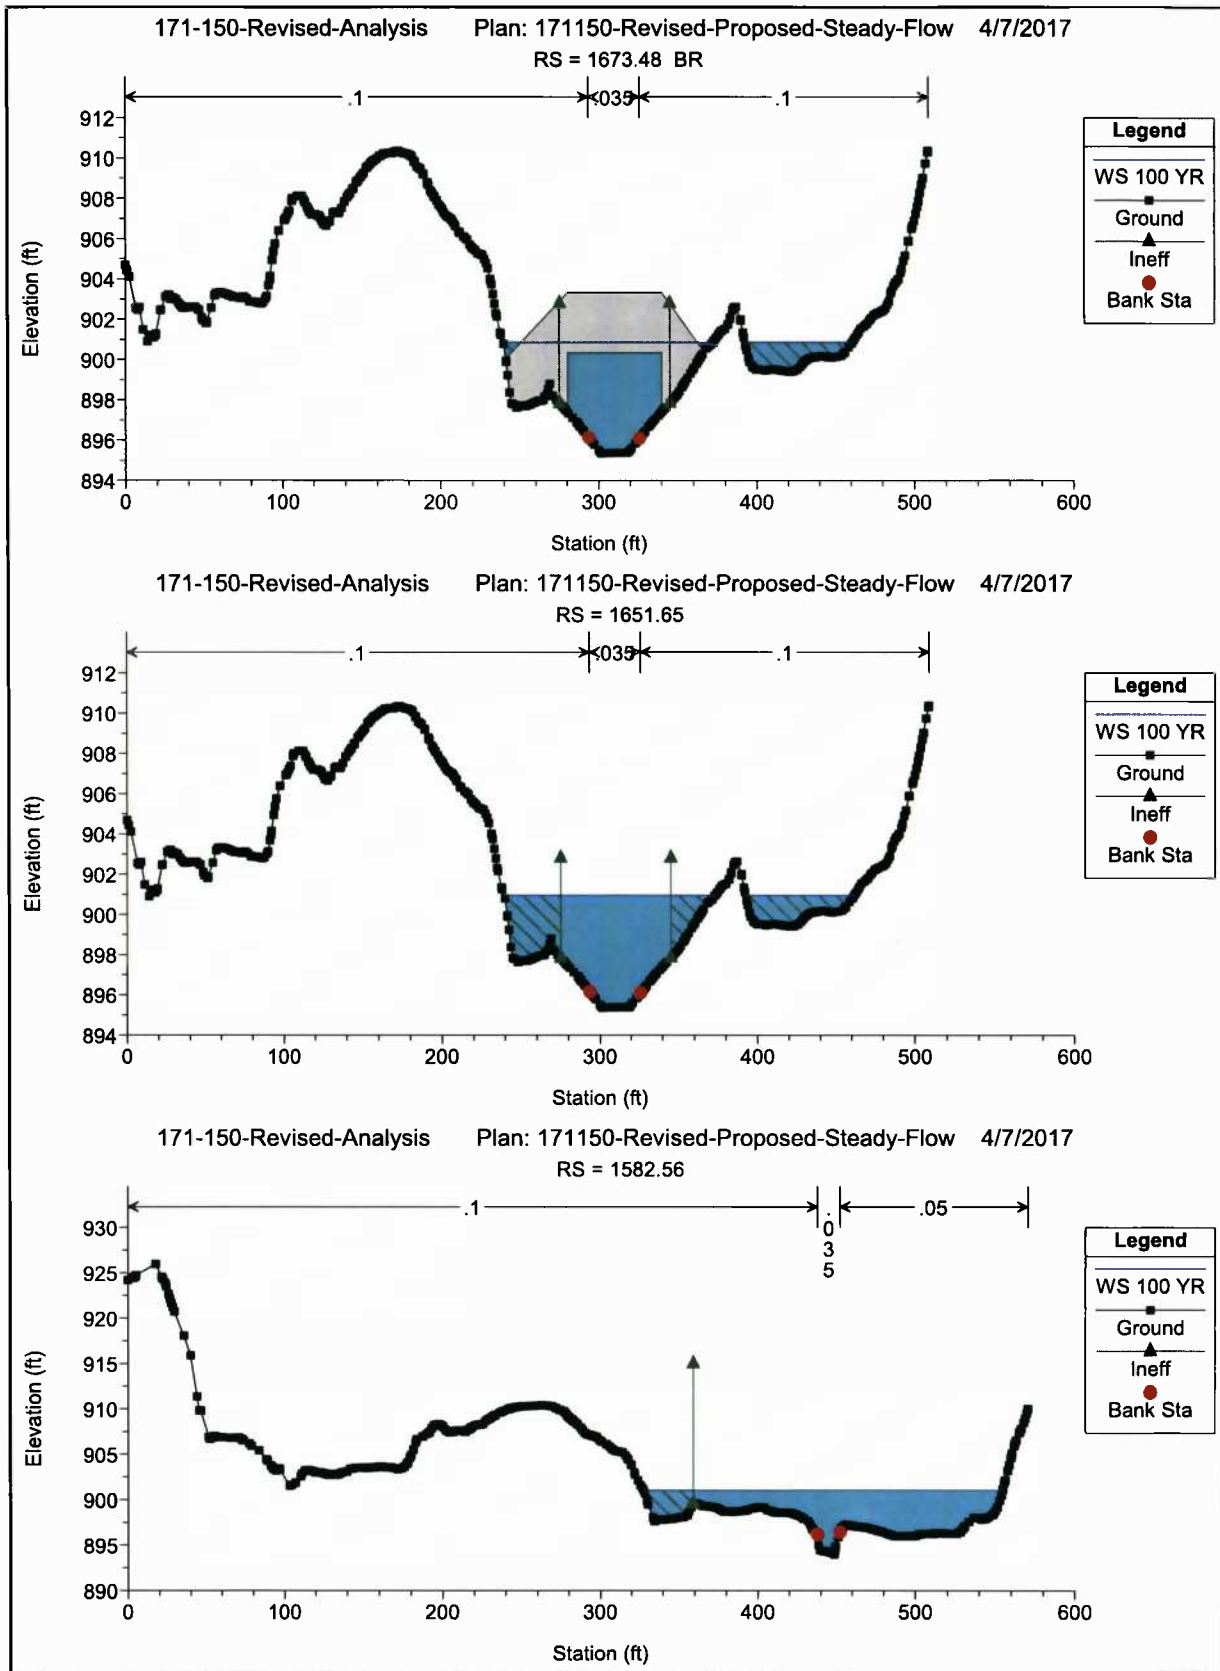 171-150-Revised-Analysis Plan: 171150-Revised-Proposed-Steady-Flow 4/7/2017
RS = 1673.48 BR
.1 .035 .1
912
910
908
906
904
902
900
898
896
894
Elevation (ft)
0 100 200 300 400 500 600
Station (ft)
Legend
WS 100 YR
Ground
Ineff
Bank Sta
171-150-Revised-Analysis Plan: 171150-Revised-Proposed-Steady-Flow 4/7/2017
RS = 1651.65
.1 .035 .1
912
910
908
906
904
902
900
898
896
894
Elevation (ft)
0 100 200 300 400 500 600
Station (ft)
Legend
WS 100 YR
Ground
Ineff
Bank Sta
171-150-Revised-Analysis Plan: 171150-Revised-Proposed-Steady-Flow 4/7/2017
RS = 1582.56
.1 .035 .05
930
925
920
915
910
905
900
895
890
Elevation (ft)
0 100 200 300 400 500 600
Station (ft)
Legend
WS 100 YR
Ground
Ineff
Bank Sta